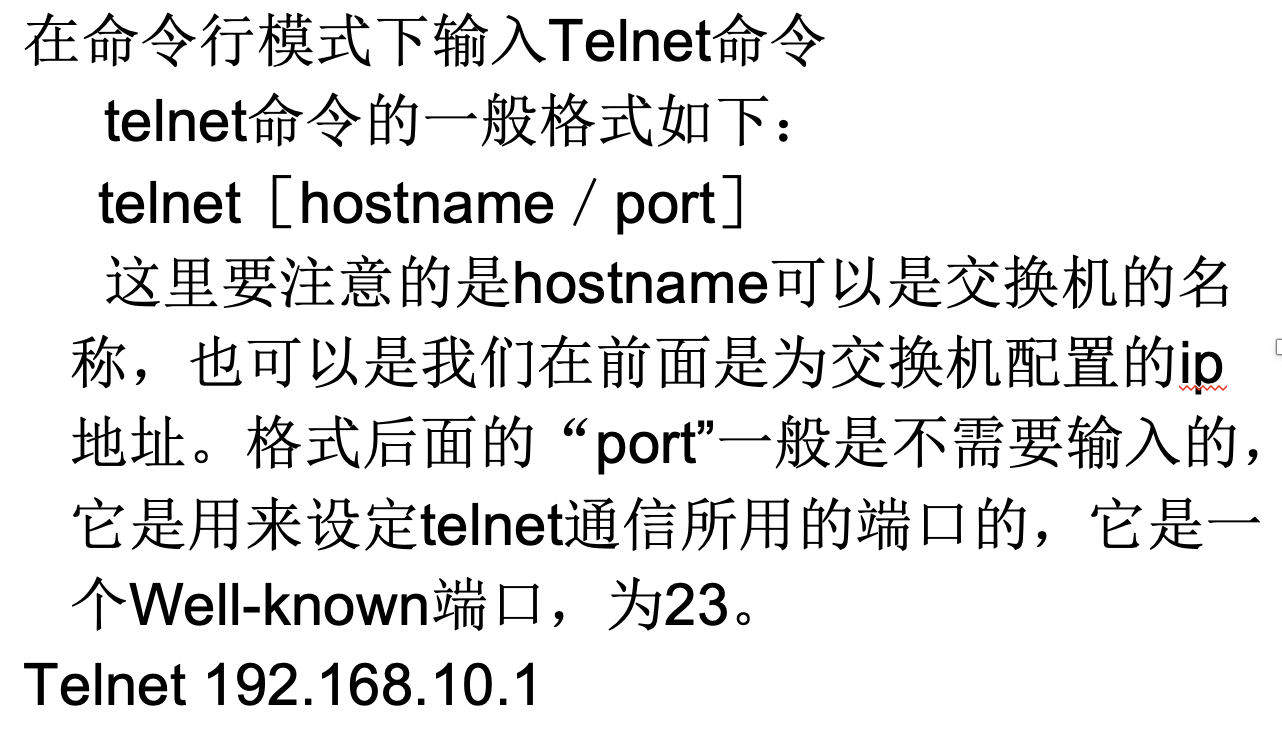 在命令行模式下输入Telnet命令
telnet命令的一般格式如下：
telnet［hostname／port］
这里要注意的是hostname可以是交换机的名
称，也可以是我们在前面是为交换机配置的ip
地址。格式后面的“port”一般是不需要输入的，
它是用来设定telnet通信所用的端口的，它是一
个Well-known端口，为23。
Telnet 192.168.10.1